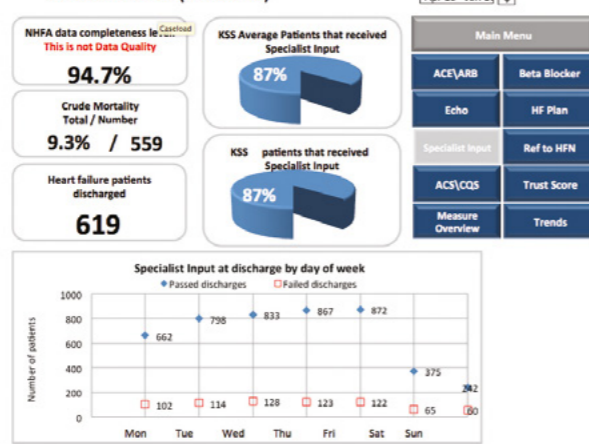 NHFA data completeness
Caseload
This is not Data Quality
94.7%
Crude Mortality
Total / Number
9.3% / 559
Heart failure patients
discharged
619
KSS Average Patients that received
Specialist Input
87%
KSS patients that received
Specialist Input
87%
Main Menu
ACE\ARB
Beta Blocker
Echo
HF Plan
Specialist Input
Ref to HFN
ACS\CQS
Trust Score
Measure
Overview
Trends
Specialist Input at discharge by day of week
Passed discharges
Failed discharges
Number of patients
1000
800
600
400
200
0
662
798
833
867
872
375
242
102
114
128
123
122
65
60
Mon Tue Wed Thu Fri Sat Sun